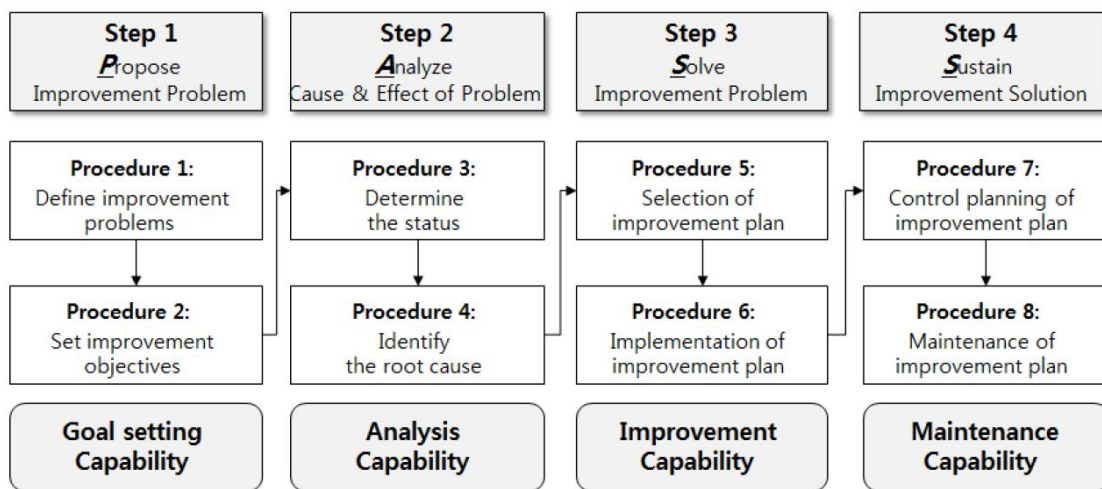 Step 1
Propose
Improvement Problem
Step 2
Analyze
Cause & Effect of Problem
Step 3
Solve
Improvement Problem
Step 4
Sustain
Improvement Solution
Procedure 1:
Define improvement
problems
Procedure 3:
Determine
the status
Procedure 5:
Selection of
improvement plan
Procedure 7:
Control planning of
improvement plan
Procedure 2:
Set improvement
objectives
Procedure 4:
Identify
the root cause
Procedure 6:
Implementation of
improvement plan
Procedure 8:
Maintenance of
improvement plan
Goal setting
Capability
Analysis
Capability
Improvement
Capability
Maintenance
Capability